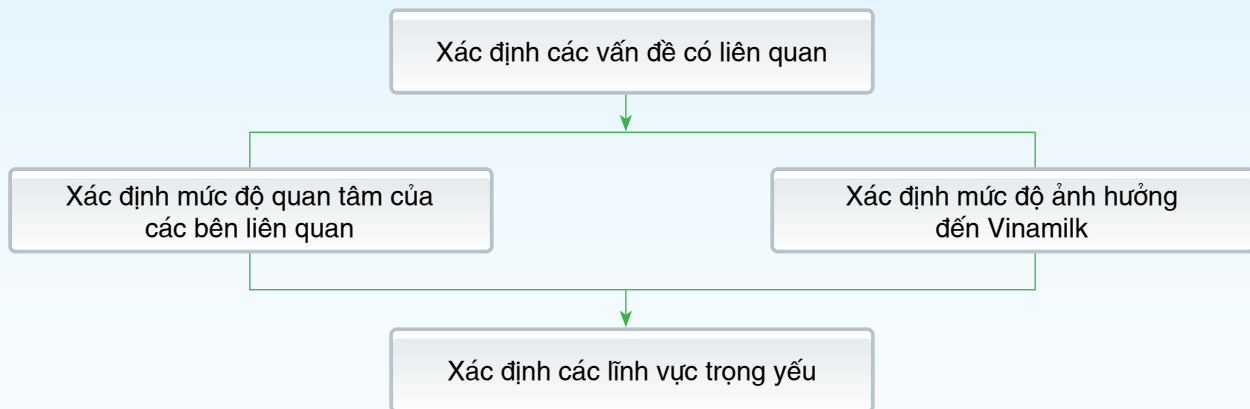 Xác định các vấn đề có liên quan
Xác định mức độ quan tâm của
các bên liên quan
Xác định mức độ ảnh hưởng
đến Vinamilk
Xác định các lĩnh vực trọng yếu